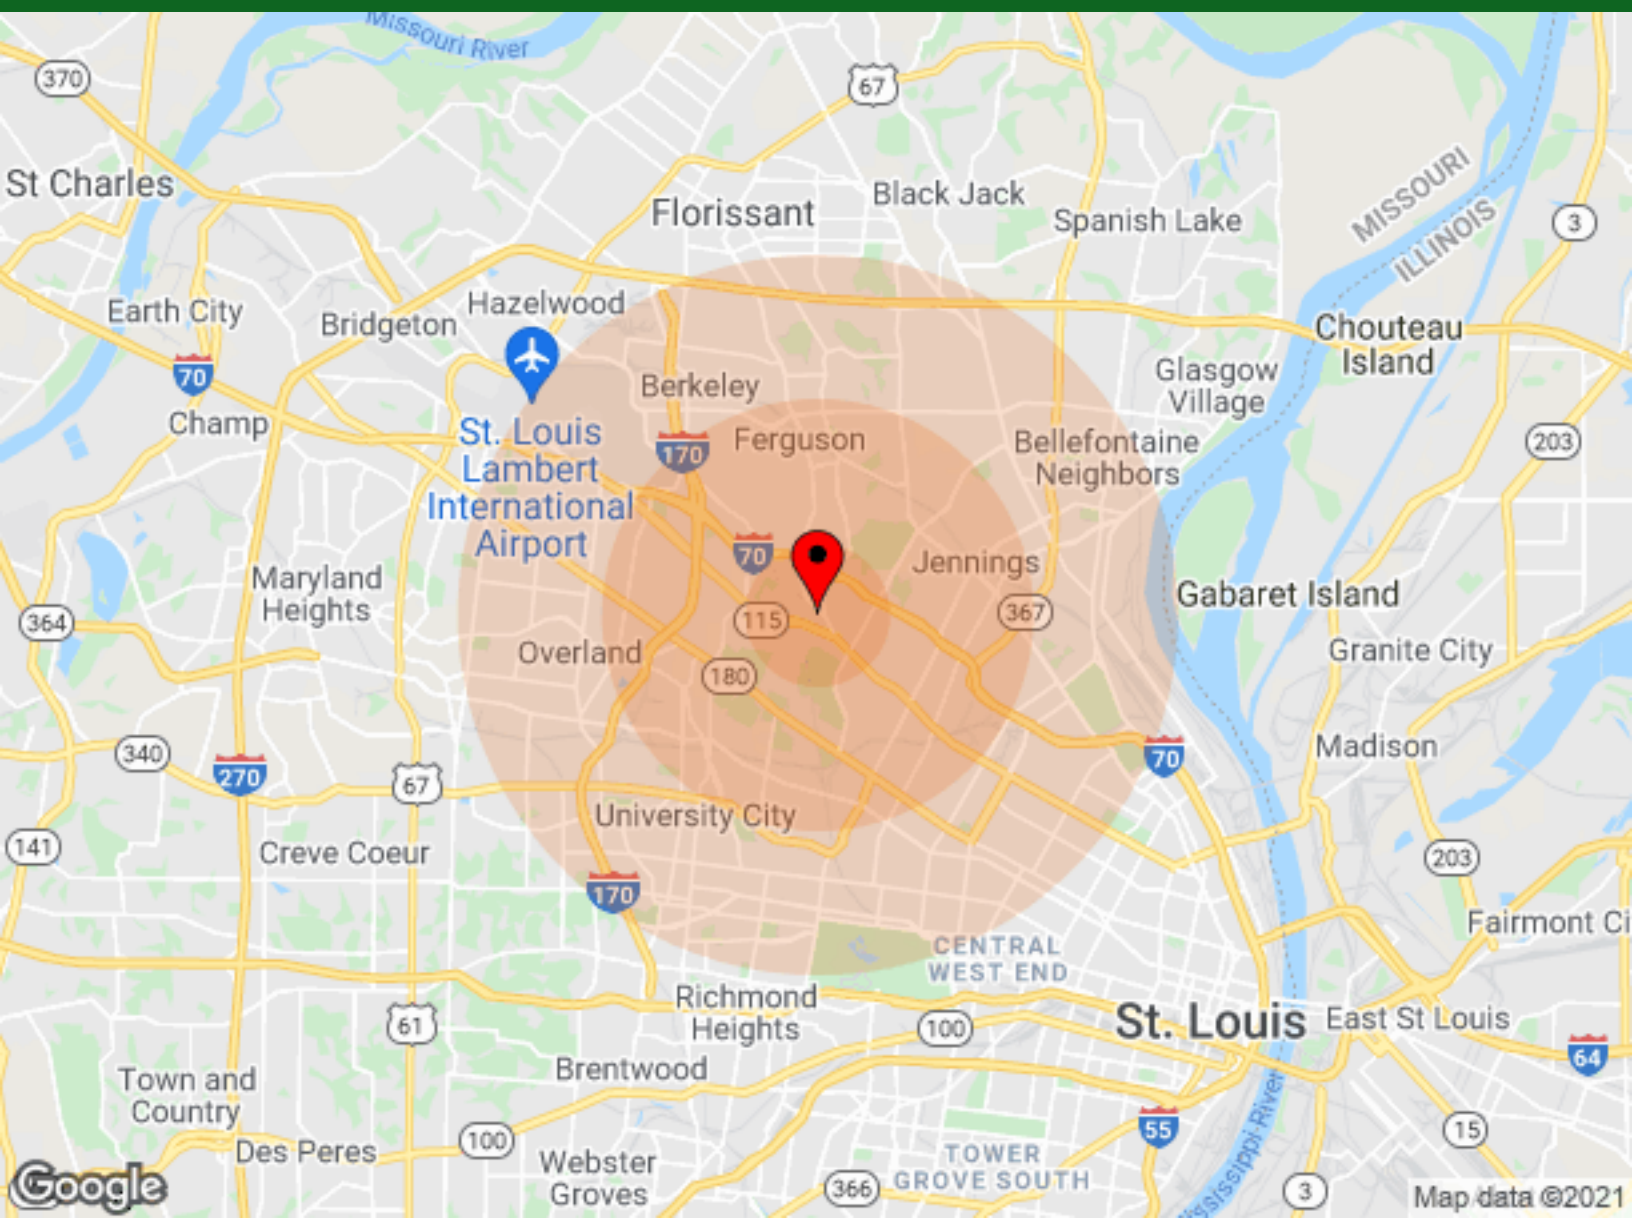 Missouri River
370
67
St Charles
Black Jack
Florissant
Spanish Lake
MISSOURI
ILLINOIS
3
Earth City
Hazelwood
Bridgeton
Chouteau
Island
70
Berkeley
Glasgow
Village
Champ
St. Louis
Lambert
International
Airport
170
Ferguson
Bellefontaine
Neighbors
203
70
Jennings
Maryland
Heights
Gabaret Island
364
115
367
Overland
180
Granite City
340
270
67
70
Madison
University City
141
Creve Coeur
203
170
Fairmont Ci
CENTRAL
WEST END
Richmond
Heights
61
100
St. Louis
East St Louis
64
Brentwood
Town and
Country
55
15
100
Des Peres
Webster
Groves
TOWER
GROVE SOUTH
366
ssissippi River
3
Google
Map data ©2021